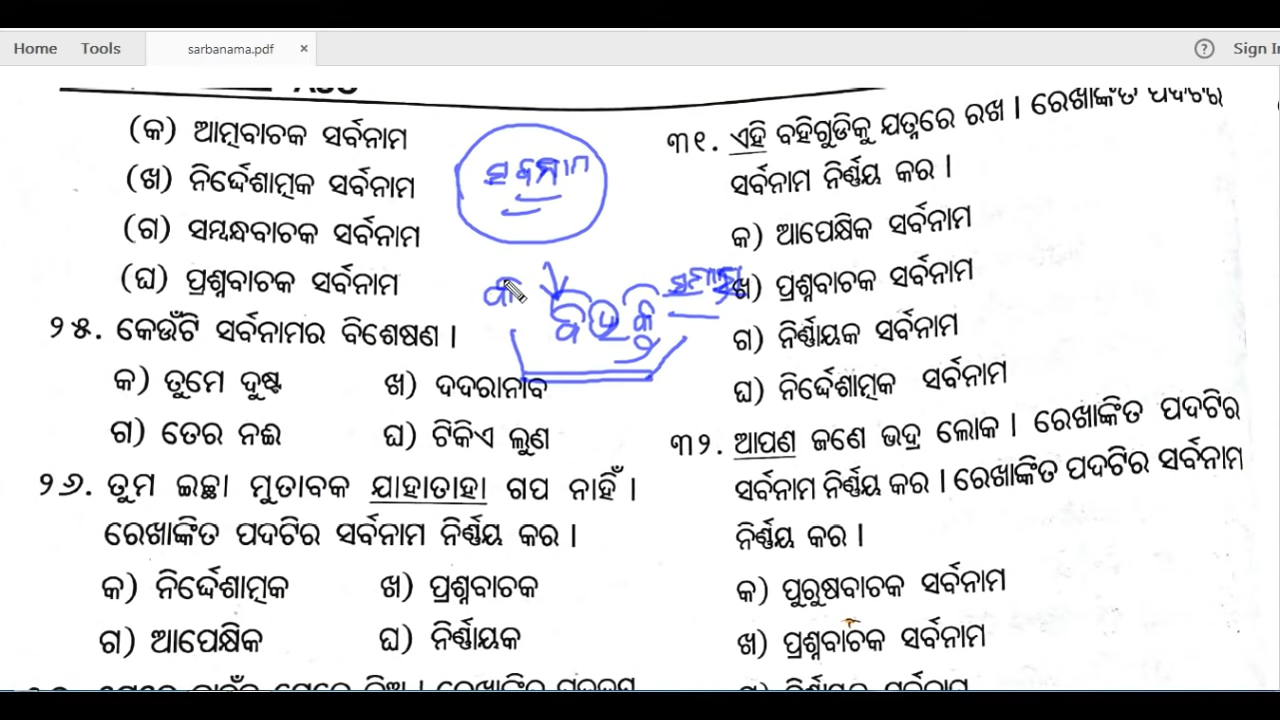 Home Tools sarbanama.pdf × ? Sign In
(କ) ଆତ୍ମବାଚକ ସର୍ବନାମ
(ଖ) ନିର୍ଦ୍ଦେଶାତ୍ମକ ସର୍ବନାମ
(ଗ) ସମ୍ବନ୍ଧବାଚକ ସର୍ବନାମ
(ଘ) ପ୍ରଶ୍ନବାଚକ ସର୍ବନାମ
୨୫. କେଉଁଟି ସର୍ବନାମର ବିଶେଷଣ ।
କ) ତୁମେ ଦୁଷ୍ଟ ଖ) ଦଦରାନାବ
ଗ) ତେର ନଈ ଘ) ଟିକିଏ ଲୁଣ
୨୬. ତୁମ ଇଚ୍ଛା ମୁତାବକ ଯାହାତାହା ଗପ ନାହିଁ ।
ରେଖାଙ୍କିତ ପଦଟିର ସର୍ବନାମ ନିର୍ଣ୍ଣୟ କର ।
କ) ନିର୍ଦ୍ଦେଶାତ୍ମକ ଖ) ପ୍ରଶ୍ନବାଚକ
ଗ) ଆପେକ୍ଷିକ ଘ) ନିର୍ଣ୍ଣାୟକ
୩୧. ଏହି ବହିଗୁଡିକୁ ଯତ୍ନରେ ରଖ । ରେଖାଙ୍କିତ ପଦଟିର
ସର୍ବନାମ ନିର୍ଣ୍ଣୟ କର ।
କ) ଆପେକ୍ଷିକ ସର୍ବନାମ
ଖ) ପ୍ରଶ୍ନବାଚକ ସର୍ବନାମ
ଗ) ନିର୍ଣ୍ଣାୟକ ସର୍ବନାମ
ଘ) ନିର୍ଦ୍ଦେଶାତ୍ମକ ସର୍ବନାମ
୩୨. ଆପଣ ଜଣେ ଭଦ୍ର ଲୋକ । ରେଖାଙ୍କିତ ପଦଟିର
ସର୍ବନାମ ନିର୍ଣ୍ଣୟ କର । ରେଖାଙ୍କିତ ପଦଟିର ସର୍ବନାମ
ନିର୍ଣ୍ଣୟ କର ।
କ) ପୁରୁଷବାଚକ ସର୍ବନାମ
ଖ) ପ୍ରଶ୍ନବାଚକ ସର୍ବନାମ